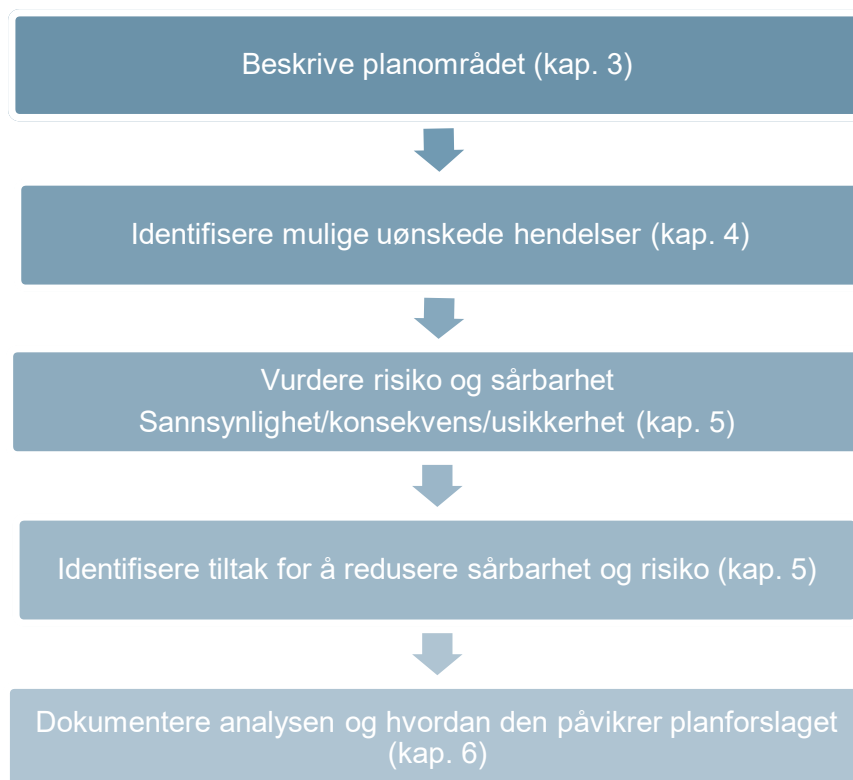 Beskrive planområdet (kap. 3)
Identifisere mulige uønskede hendelser (kap. 4)
Vurdere risiko og sårbarhet
Sannsynlighet/konsekvens/usikkerhet (kap. 5)
Identifisere tiltak for å redusere sårbarhet og risiko (kap. 5)
Dokumentere analysen og hvordan den påvikrer planforslaget
(kap. 6)